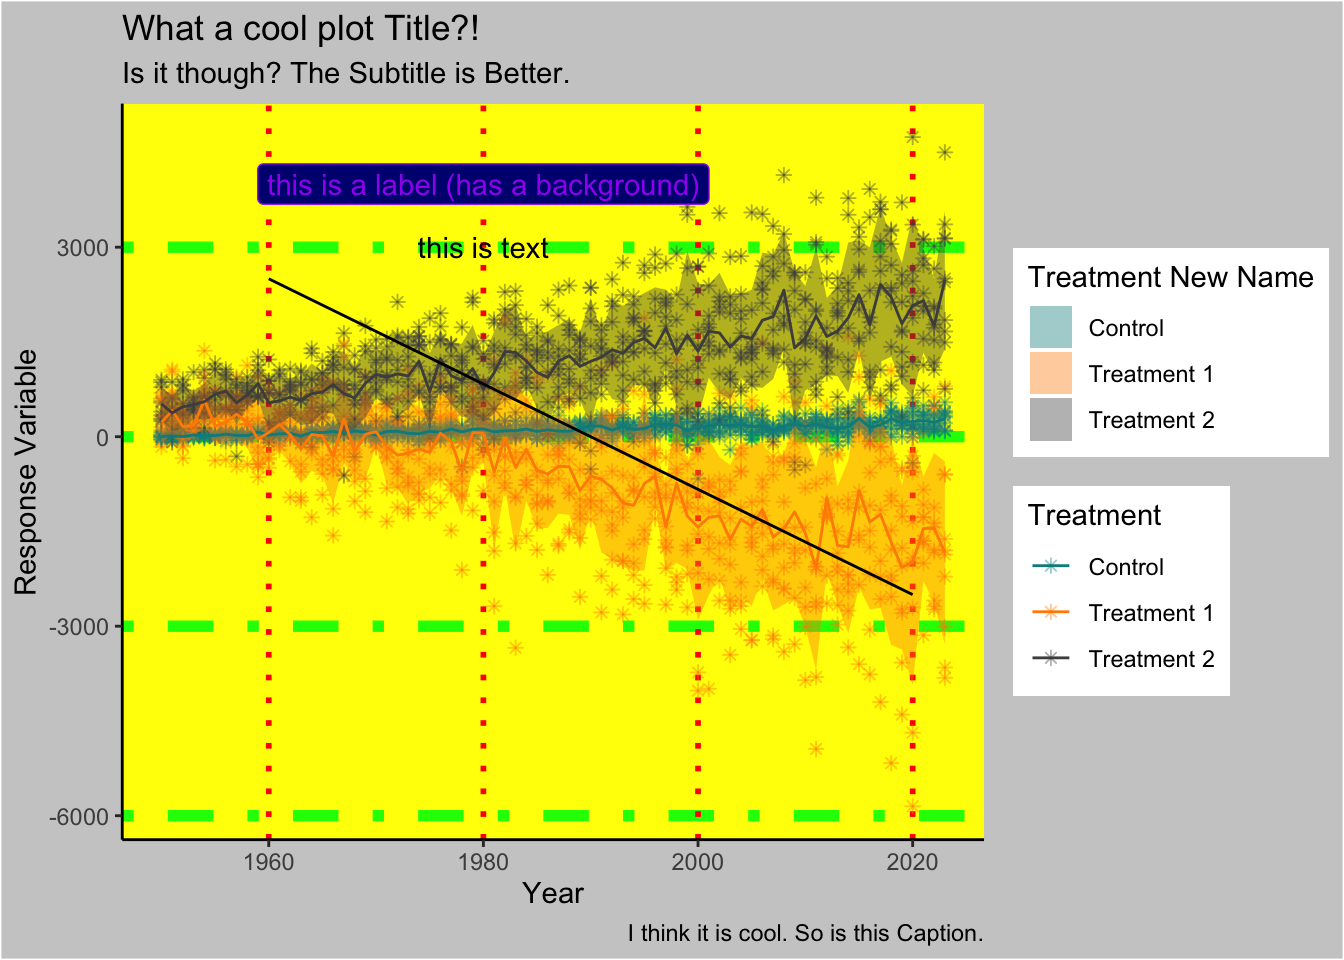 What a cool plot Title?!
Is it though? The Subtitle is Better.
this is a label (has a background)
this is text
3000
0
-3000
-6000
Response Variable
1960
1980
2000
2020
Year
I think it is cool. So is this Caption.
Treatment New Name
Control
Treatment 1
Treatment 2
Treatment
Control
Treatment 1
Treatment 2